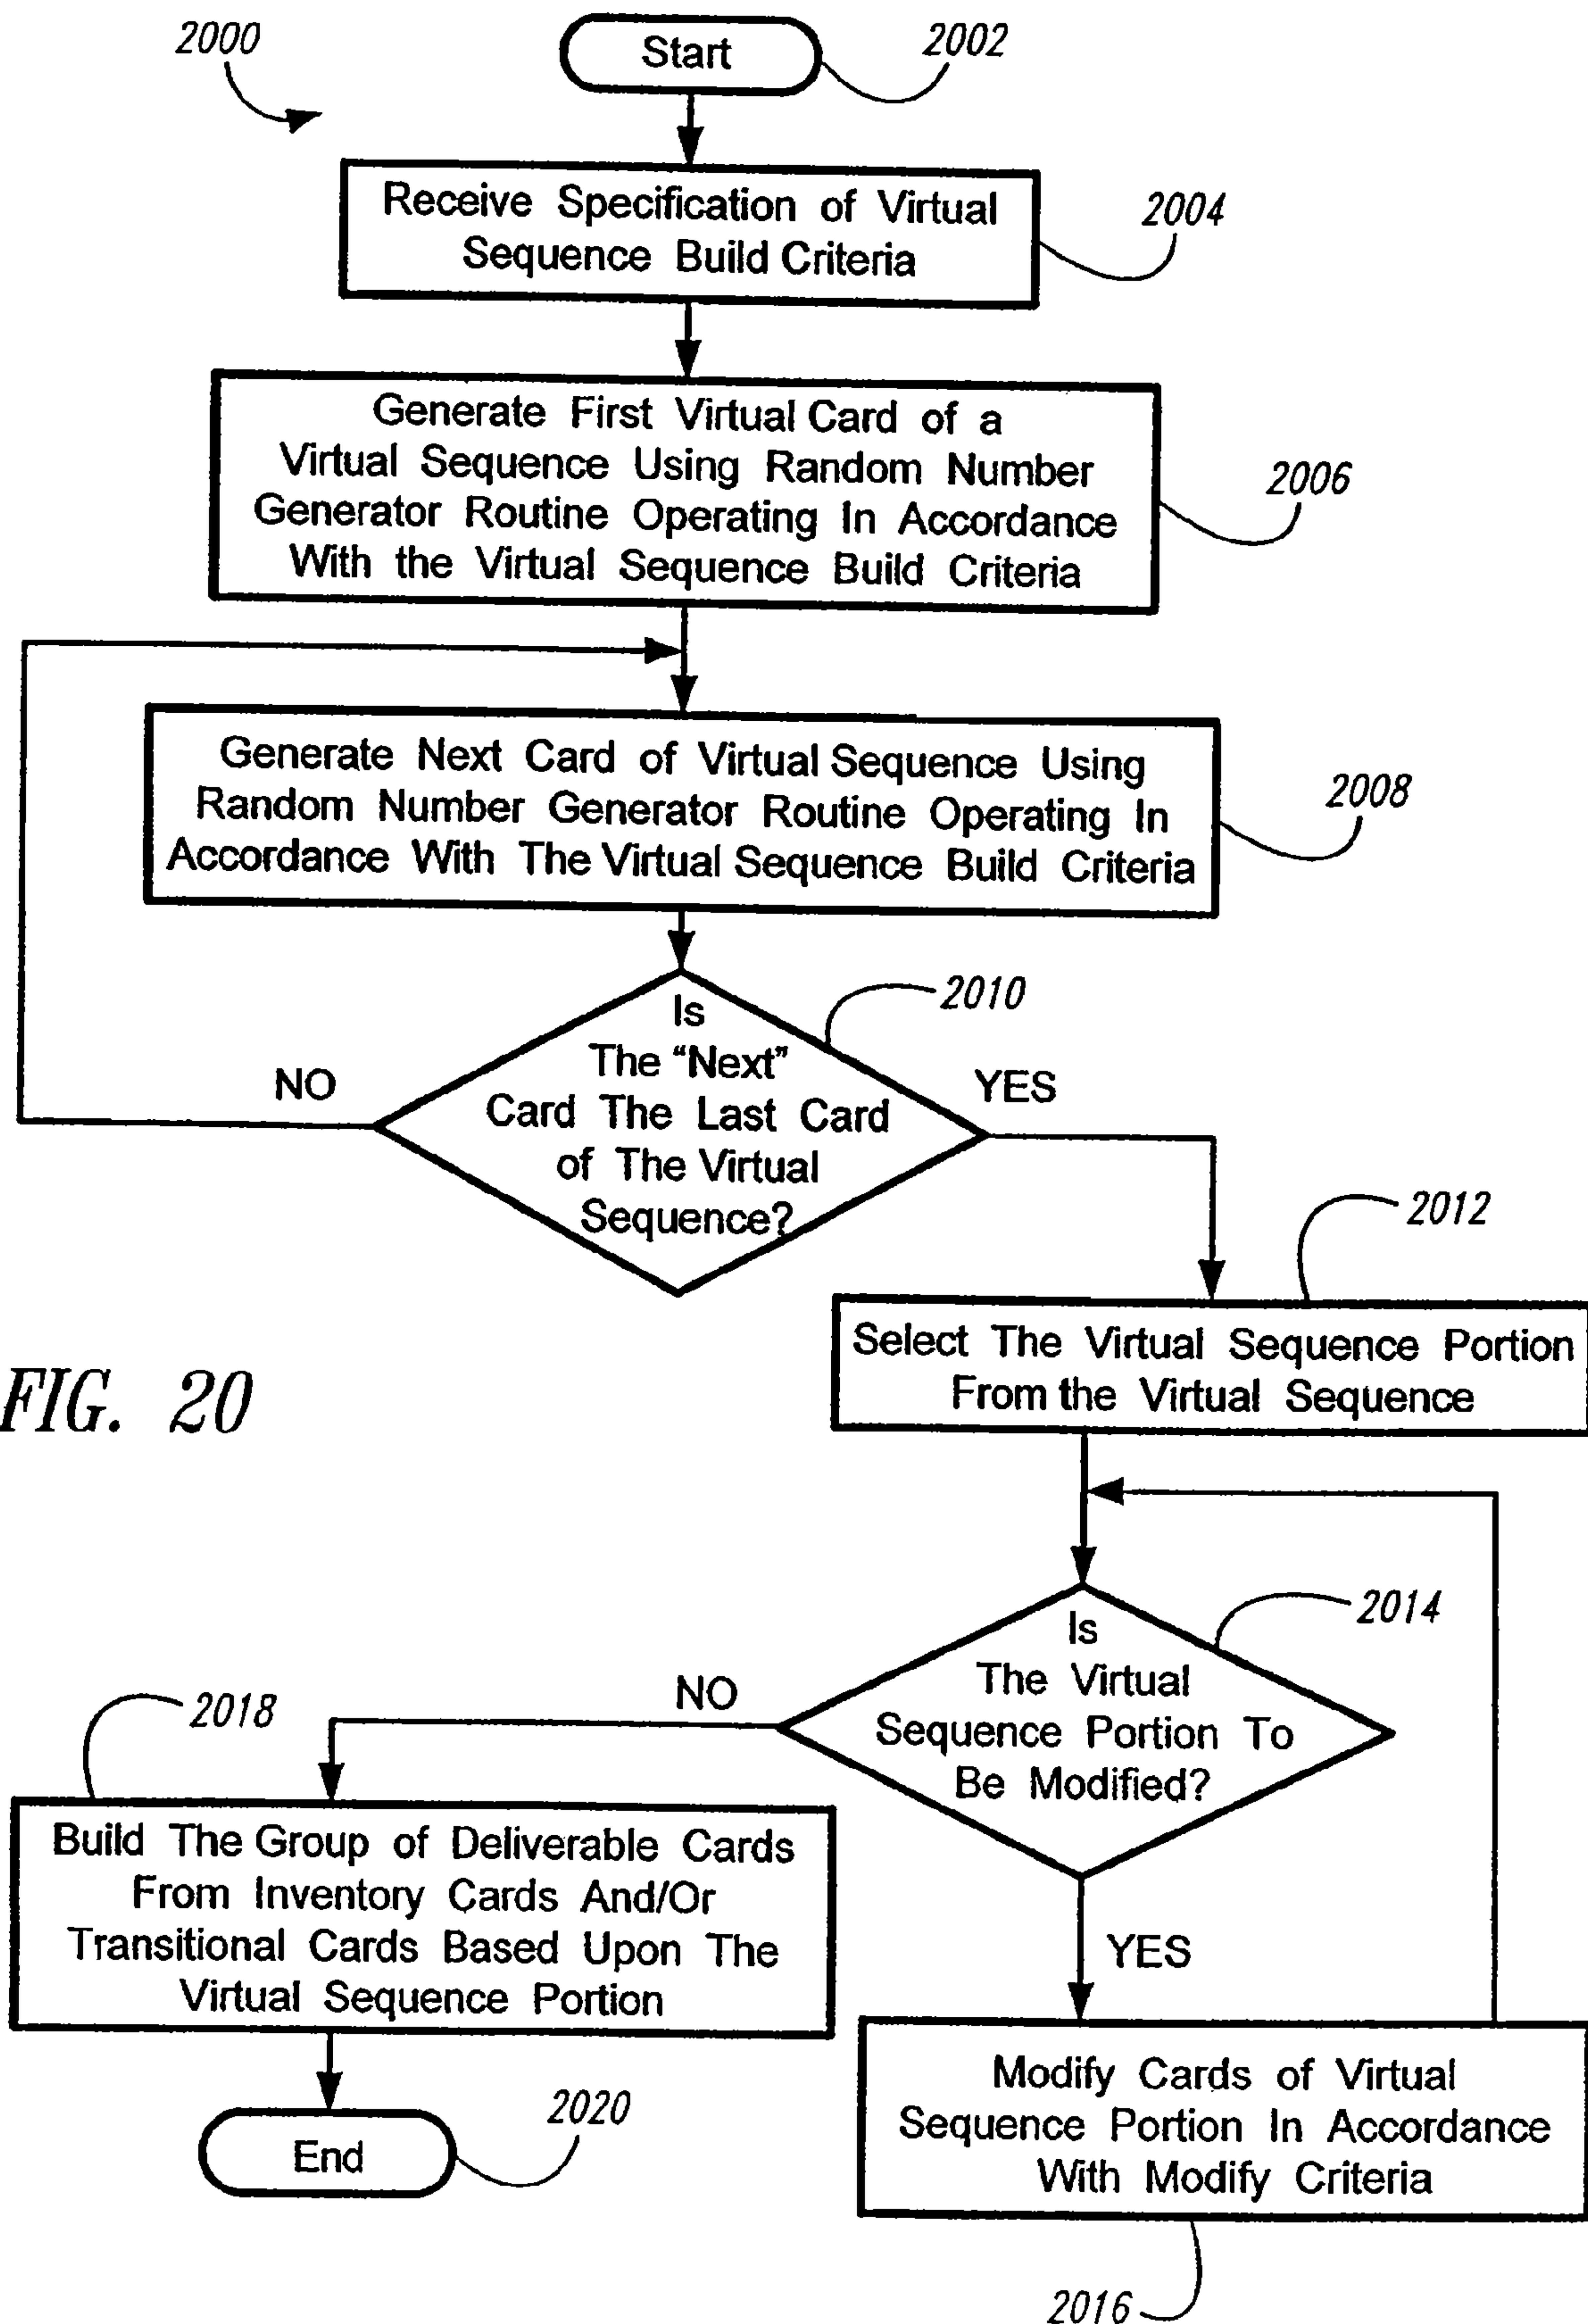 2000
Start
2002
Receive Specification of Virtual
Sequence Build Criteria
2004
Generate First Virtual Card of a
Virtual Sequence Using Random Number
Generator Routine Operating In Accordance
With the Virtual Sequence Build Criteria
2006
Generate Next Card of Virtual Sequence Using
Random Number Generator Routine Operating In
Accordance With The Virtual Sequence Build Criteria
2008
Is
The “Next”
Card The Last Card
of The Virtual
Sequence?
2010
NO
YES
2012
Select The Virtual Sequence Portion
From the Virtual Sequence
FIG. 20
Is
The Virtual
Sequence Portion To
Be Modified?
2014
NO
YES
2018
Build The Group of Deliverable Cards
From Inventory Cards And/Or
Transitional Cards Based Upon The
Virtual Sequence Portion
Modify Cards of Virtual
Sequence Portion In Accordance
With Modify Criteria
2016
End
2020